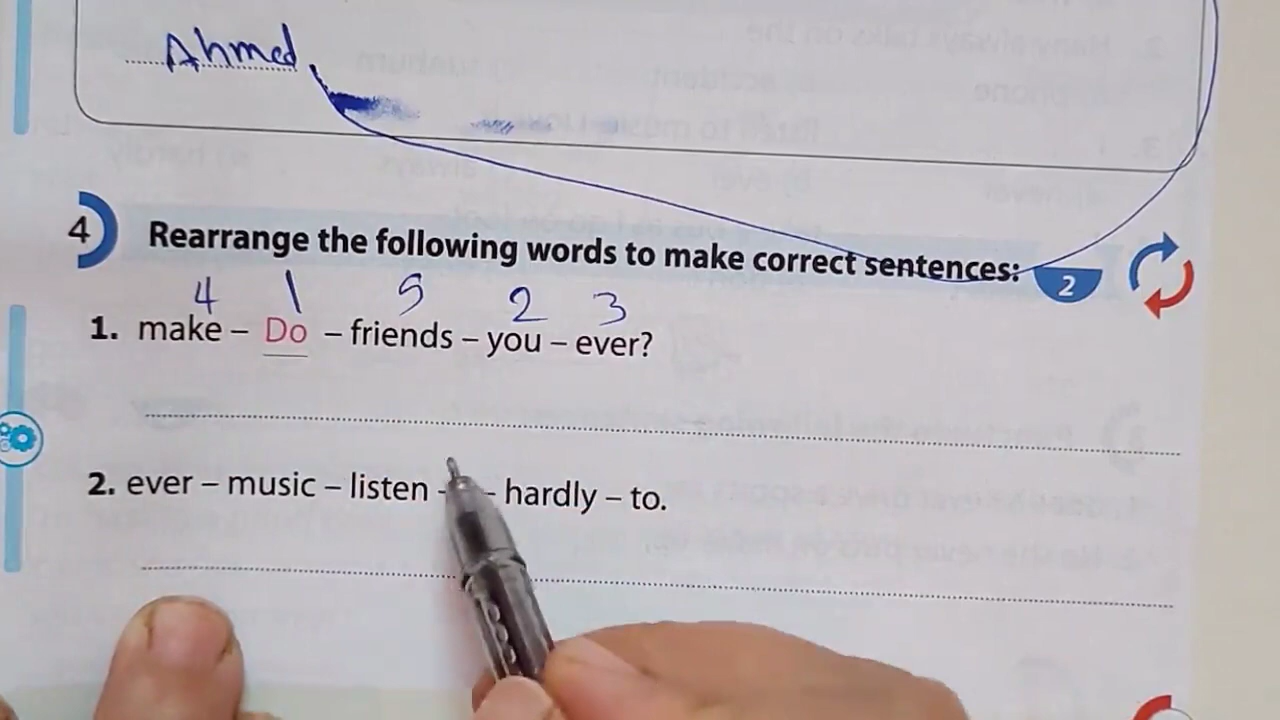 Ahmed
4 Rearrange the following words to make correct sentences: 2
4 1 5 2 3
1. make – Do – friends – you – ever?
2. ever – music – listen – – hardly – to.